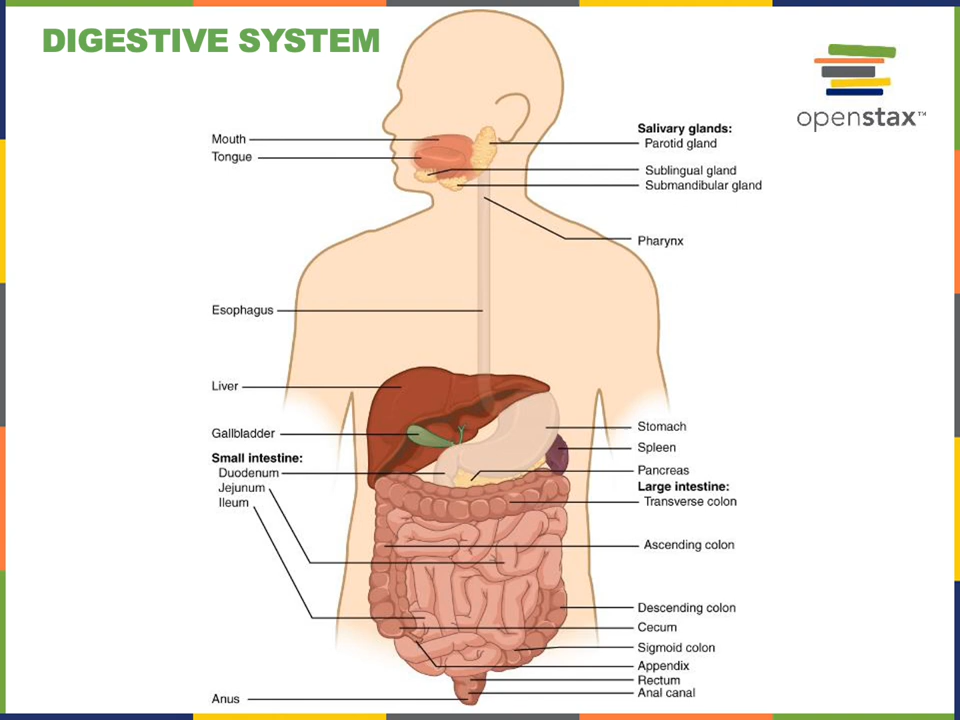 DIGESTIVE SYSTEM
openstax™
Mouth
Tongue
Esophagus
Liver
Gallbladder
Small intestine:
Duodenum
Jejunum
Ileum
Anus
Salivary glands:
Parotid gland
Sublingual gland
Submandibular gland
Pharynx
Stomach
Spleen
Pancreas
Large intestine:
Transverse colon
Ascending colon
Descending colon
Cecum
Sigmoid colon
Appendix
Rectum
Anal canal